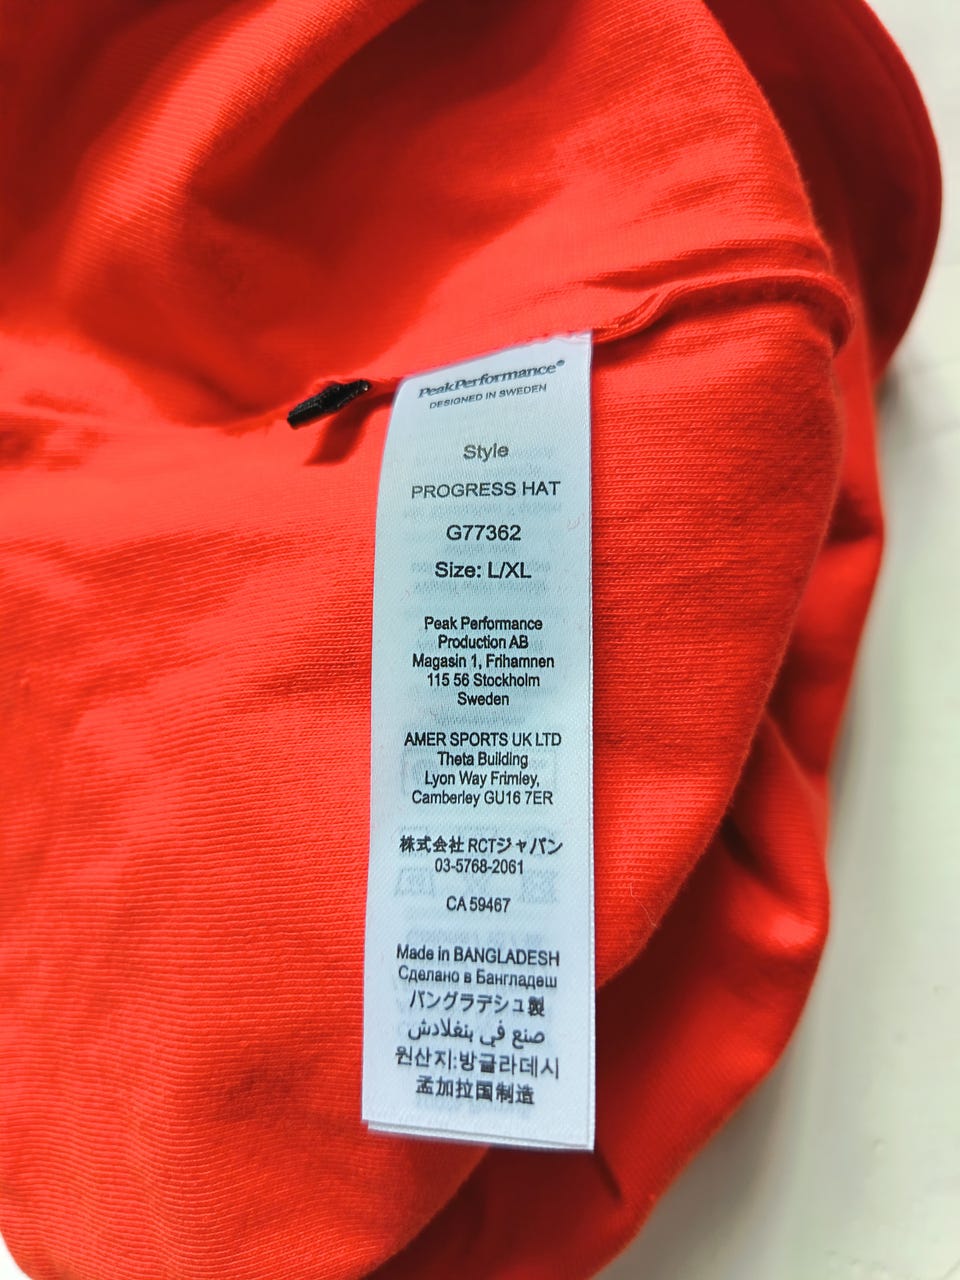 PeakPerformance®
DESIGNED IN SWEDEN
Style
PROGRESS HAT
G77362
Size: L/XL
Peak Performance
Production AB
Magasin 1, Frihamnen
115 56 Stockholm
Sweden
AMER SPORTS UK LTD
Theta Building
Lyon Way Frimley,
Camberley GU16 7ER
株式会社 RCTジャパン
03-5768-2061
CA 59467
Made in BANGLADESH
Сделано в Бангладеш
バングラデシュ製
صنع في بنغلادش
원산지:방글라데시
孟加拉国制造